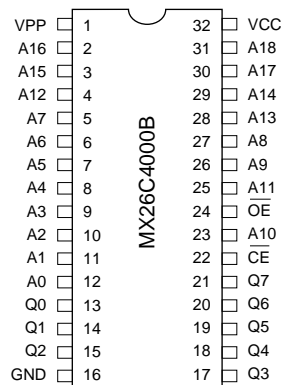 VPP 1 32 VCC
A16 2 31 A18
A15 3 30 A17
A12 4 29 A14
A7 5 28 A13
A6 6 27 A8
A5 7 26 A9
A4 8 25 A11
A3 9 24 OE
A2 10 23 A10
A1 11 22 CE
A0 12 21 Q7
Q0 13 20 Q6
Q1 14 19 Q5
Q2 15 18 Q4
GND 16 17 Q3
MX26C4000B